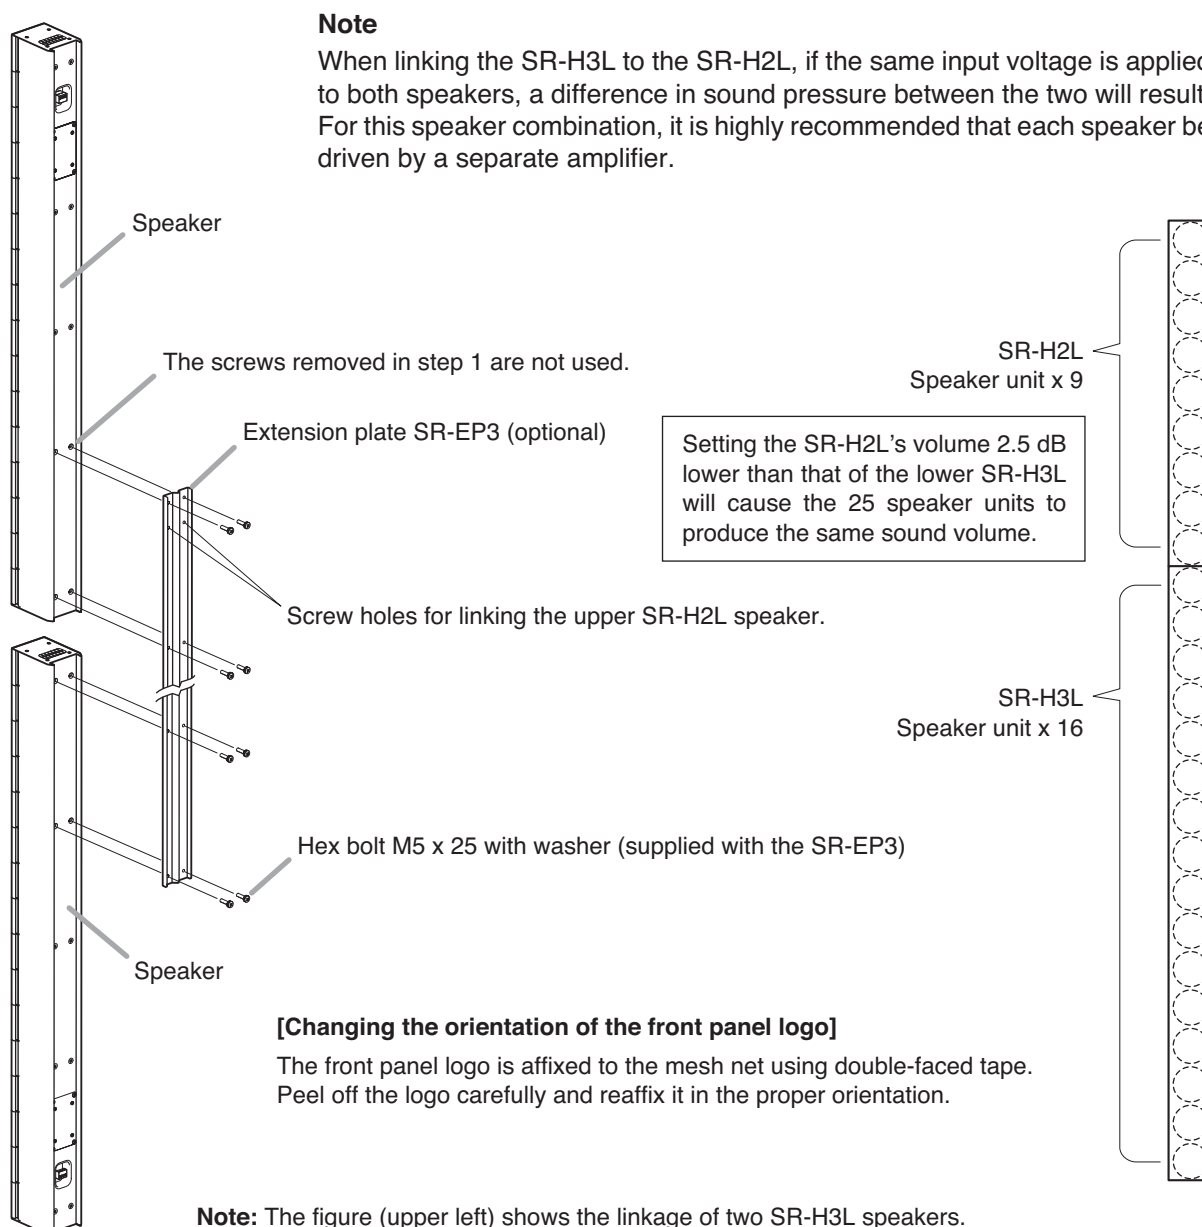 Note
When linking the SR-H3L to the SR-H2L, if the same input voltage is applied
to both speakers, a difference in sound pressure between the two will result
For this speaker combination, it is highly recommended that each speaker be
driven by a separate amplifier.
Speaker
The screws removed in step 1 are not used.
Extension plate SR-EP3 (optional)
Screw holes for linking the upper SR-H2L speaker.
Hex bolt M5 x 25 with washer (supplied with the SR-EP3)
Speaker
SR-H2L
Speaker unit x 9
Setting the SR-H2L's volume 2.5 dB
lower than that of the lower SR-H3L
will cause the 25 speaker units to
produce the same sound volume.
SR-H3L
Speaker unit x 16
[Changing the orientation of the front panel logo]
The front panel logo is affixed to the mesh net using double-faced tape.
Peel off the logo carefully and reaffix it in the proper orientation.
Note: The figure (upper left) shows the linkage of two SR-H3L speakers.